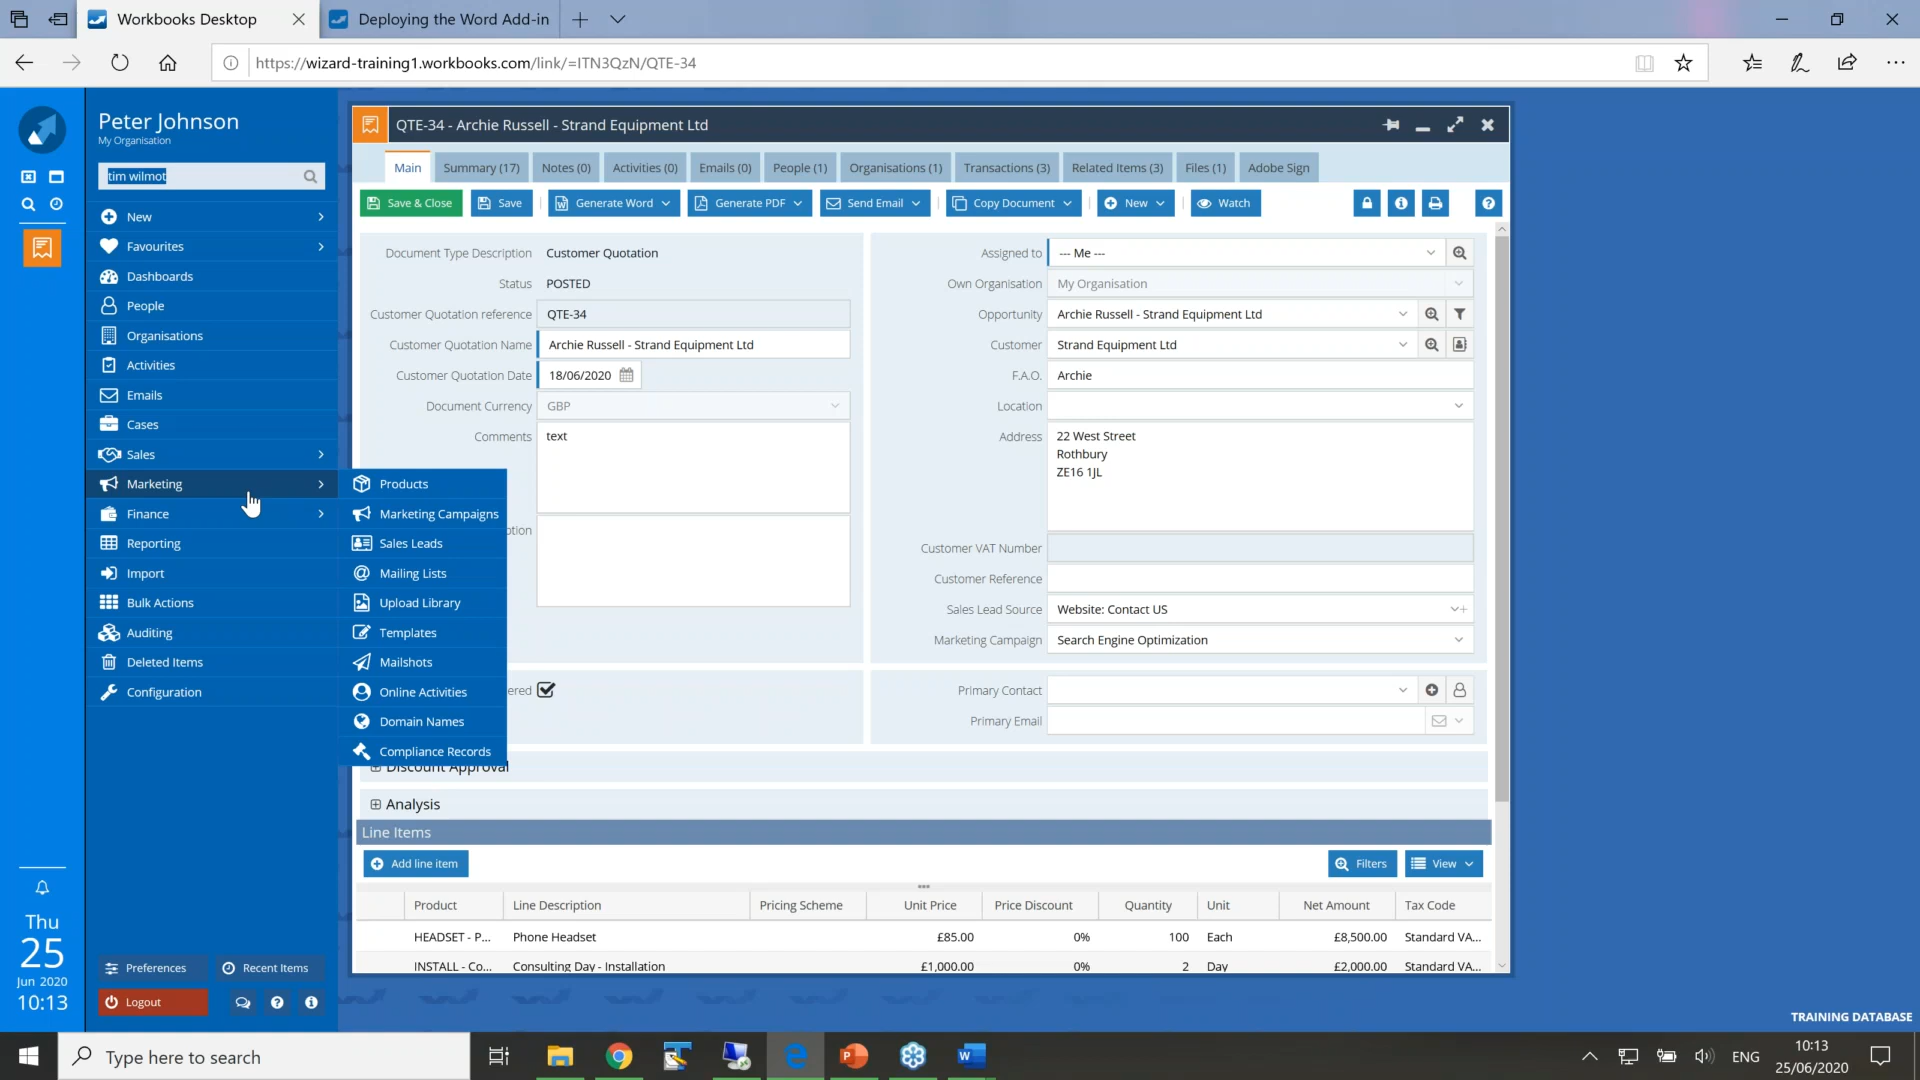 Workbooks Desktop
Deploying the Word Add-in
https://wizard-training1.workbooks.com/link/=ITN3QzN/QTE-34
Peter Johnson
My Organisation
tim wilmot
New
Favourites
Dashboards
People
Organisations
Activities
Emails
Cases
Sales
Marketing
Finance
Reporting
Import
Bulk Actions
Auditing
Deleted Items
Configuration
Products
Marketing Campaigns
Sales Leads
Mailing Lists
Upload Library
Templates
Mailshots
Online Activities
Domain Names
Compliance Records
Preferences
Recent Items
Logout
Thu
25
Jun 2020
10:13
QTE-34 - Archie Russell - Strand Equipment Ltd
Main
Summary (17)
Notes (0)
Activities (0)
Emails (0)
People (1)
Organisations (1)
Transactions (3)
Related Items (3)
Files (1)
Adobe Sign
Save & Close
Save
Generate Word
Generate PDF
Send Email
Copy Document
New
Watch
Document Type Description Customer Quotation
Status POSTED
Customer Quotation reference QTE-34
Customer Quotation Name Archie Russell - Strand Equipment Ltd
Customer Quotation Date 18/06/2020
Document Currency GBP
Comments text
ption
ered
Assigned to --- Me ---
Own Organisation My Organisation
Opportunity Archie Russell - Strand Equipment Ltd
Customer Strand Equipment Ltd
F.A.O. Archie
Location
Address 22 West Street
Rothbury
ZE16 1JL
Customer VAT Number
Customer Reference
Sales Lead Source Website: Contact US
Marketing Campaign Search Engine Optimization
Primary Contact
Primary Email
Discount Approval
Analysis
Line Items
Add line item
Filters
View
Product Line Description Pricing Scheme Unit Price Price Discount Quantity Unit Net Amount Tax Code
HEADSET - P... Phone Headset £85.00 0% 100 Each £8,500.00 Standard VA...
INSTALL - Co... Consulting Day - Installation £1,000.00 0% 2 Day £2,000.00 Standard VA...
TRAINING DATABASE
Type here to search
ENG
10:13
25/06/2020